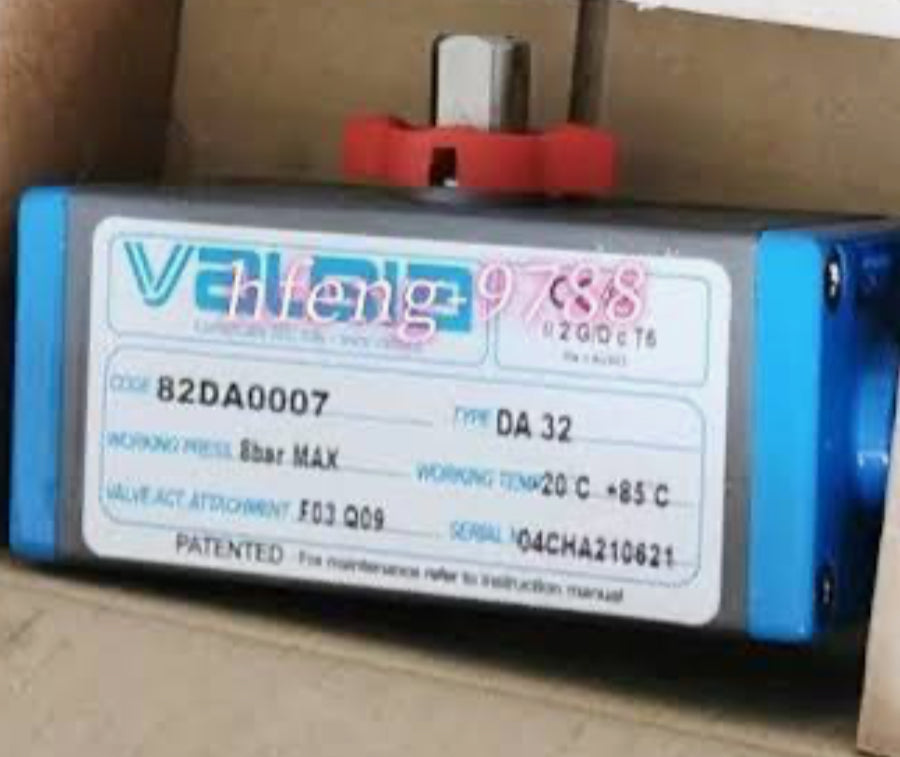 hfeng-9788
II 2 G/D c T6
CODE 82DA0007
TYPE DA 32
WORKING PRESS. 8bar MAX
WORKING TEMP -20°C +85°C
VALVE ACT. ATTACHMENT F03 Q09
SERIAL N° 04CHA210621
PATENTED For maintenance refer to instruction manual